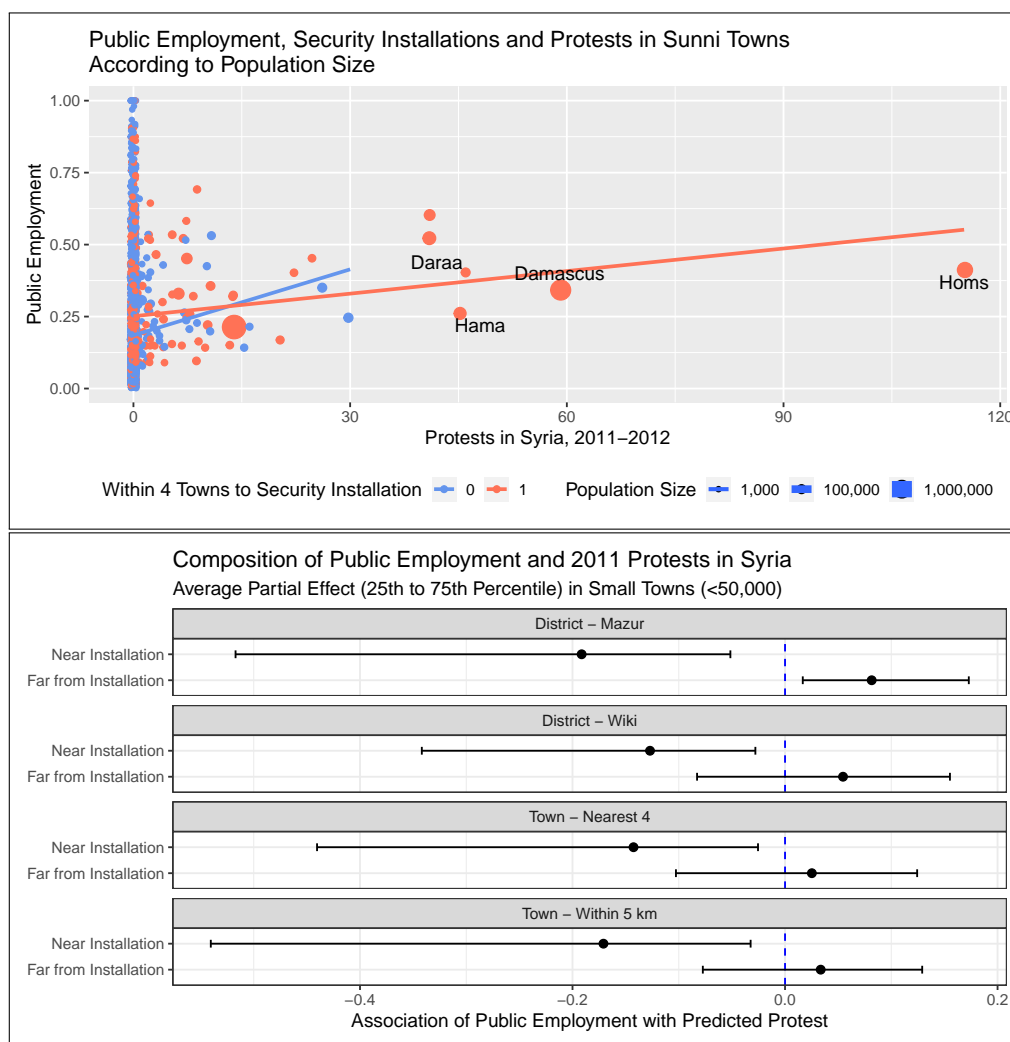 Public Employment, Security Installations and Protests in Sunni Towns
According to Population Size
1.00
0.75
0.50
0.25
0.00
Public Employment
Daraa
Damascus
Homs
Hama
0 30 60 90 120
Protests in Syria, 2011−2012
Within 4 Towns to Security Installation 0 1 Population Size 1,000 100,000 1,000,000
Composition of Public Employment and 2011 Protests in Syria
Average Partial Effect (25th to 75th Percentile) in Small Towns (<50,000)
District − Mazur
Near Installation
Far from Installation
District − Wiki
Near Installation
Far from Installation
Town − Nearest 4
Near Installation
Far from Installation
Town − Within 5 km
Near Installation
Far from Installation
−0.4 −0.2 0.0 0.2
Association of Public Employment with Predicted Protest